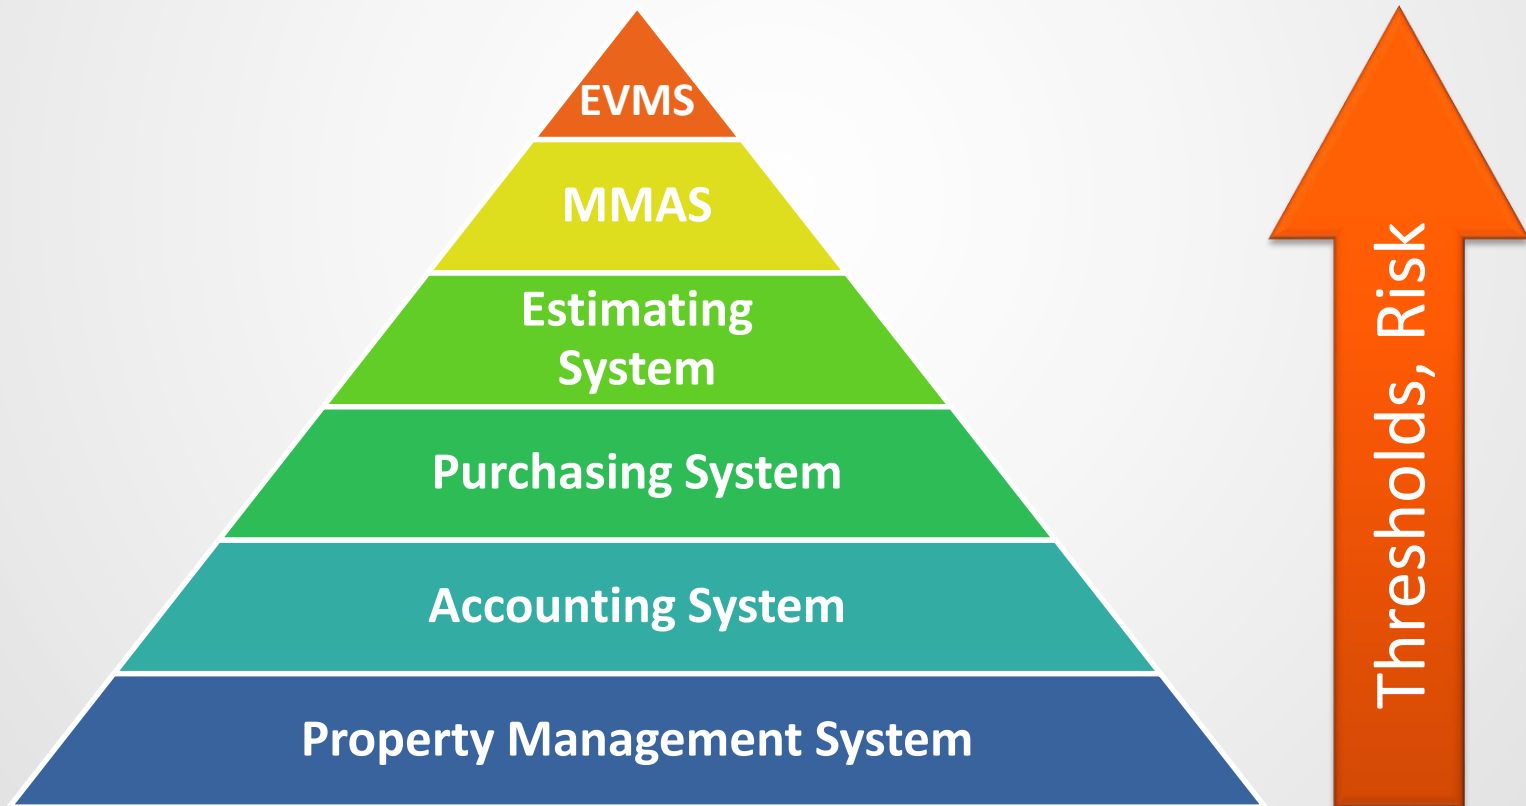 EVMS
MMAS
Estimating
System
Purchasing System
Accounting System
Property Management System
Thresholds, Risk